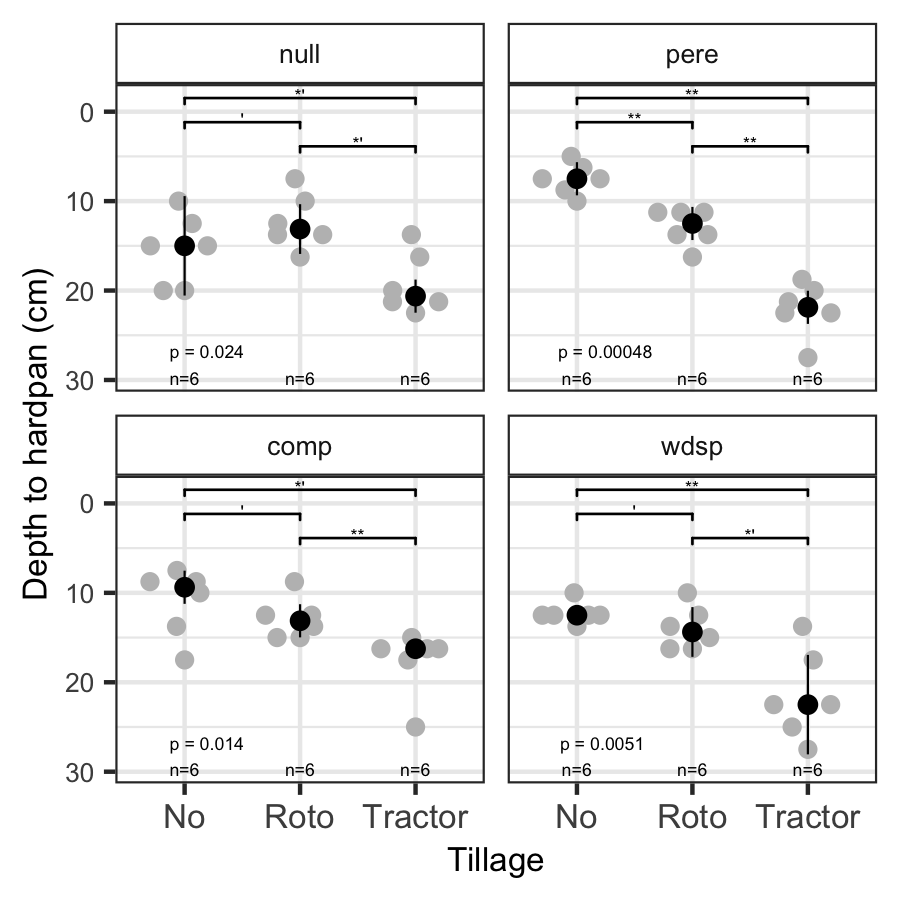 null
pere
*'
'
*'
**
**
**
0
10
20
30
p = 0.024
n=6
n=6
n=6
p = 0.00048
n=6
n=6
n=6
comp
wdsp
*'
'
**
**
'
*'
0
10
20
30
p = 0.014
n=6
n=6
n=6
p = 0.0051
n=6
n=6
n=6
Depth to hardpan (cm)
No
Roto
Tractor
No
Roto
Tractor
Tillage